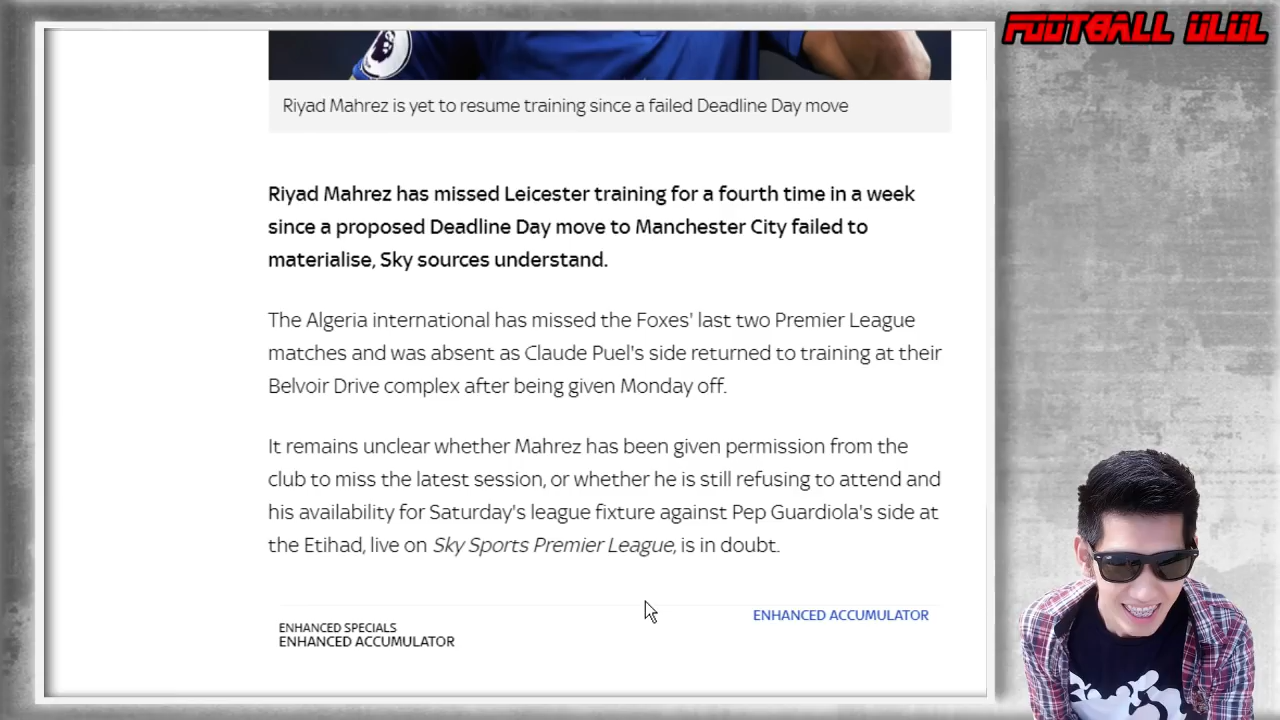 FOOTBALL ULUL
Riyad Mahrez is yet to resume training since a failed Deadline Day move
Riyad Mahrez has missed Leicester training for a fourth time in a week
since a proposed Deadline Day move to Manchester City failed to
materialise, Sky sources understand.
The Algeria international has missed the Foxes' last two Premier League
matches and was absent as Claude Puel's side returned to training at their
Belvoir Drive complex after being given Monday off.
It remains unclear whether Mahrez has been given permission from the
club to miss the latest session, or whether he is still refusing to attend and
his availability for Saturday's league fixture against Pep Guardiola's side at
the Etihad, live on Sky Sports Premier League, is in doubt.
ENHANCED SPECIALS
ENHANCED ACCUMULATOR
ENHANCED ACCUMULATOR